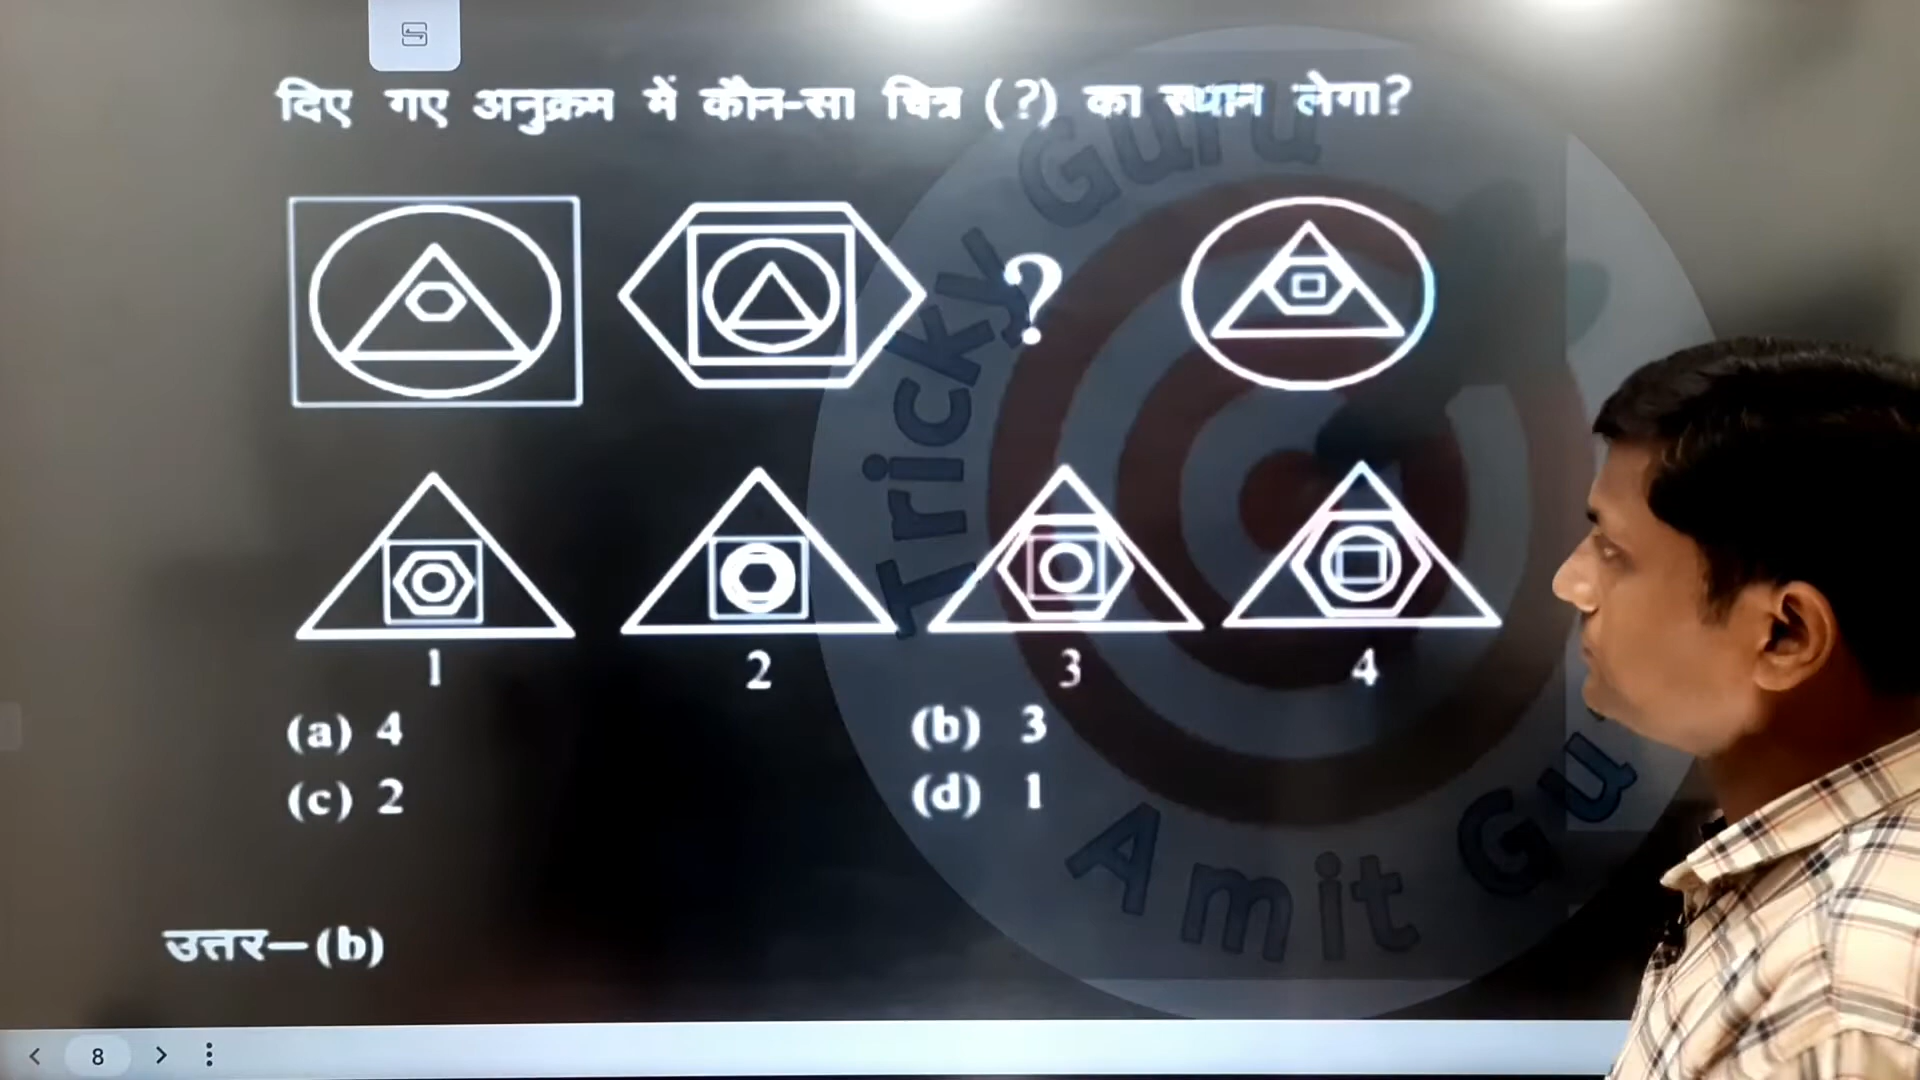 दिए गए अनुक्रम में कौन-सा चित्र (?) का स्थान लेगा?
?
1 2 3 4
(a) 4 (b) 3
(c) 2 (d) 1
उत्तर—(b)
Tricky Guru
Amit Gu
8